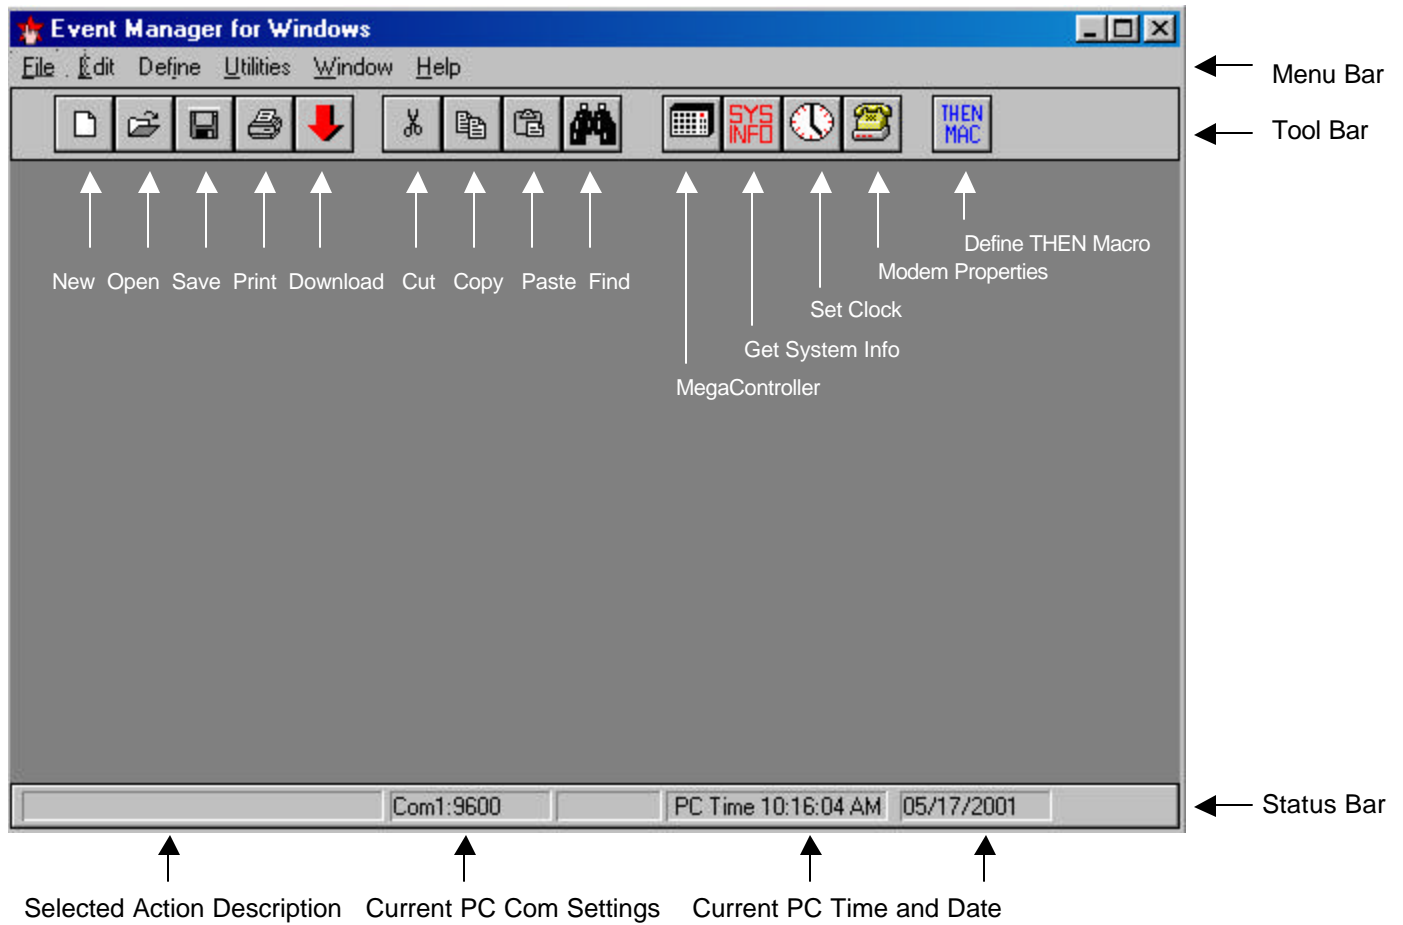 Event Manager for Windows
File Edit Define Utilities Window Help
Menu Bar
SYS INFO
THEN MAC
Tool Bar
New Open Save Print Download Cut Copy Paste Find
Define THEN Macro
Modem Properties
Set Clock
Get System Info
MegaController
Com1:9600 PC Time 10:16:04 AM 05/17/2001
Status Bar
Selected Action Description Current PC Com Settings Current PC Time and Date